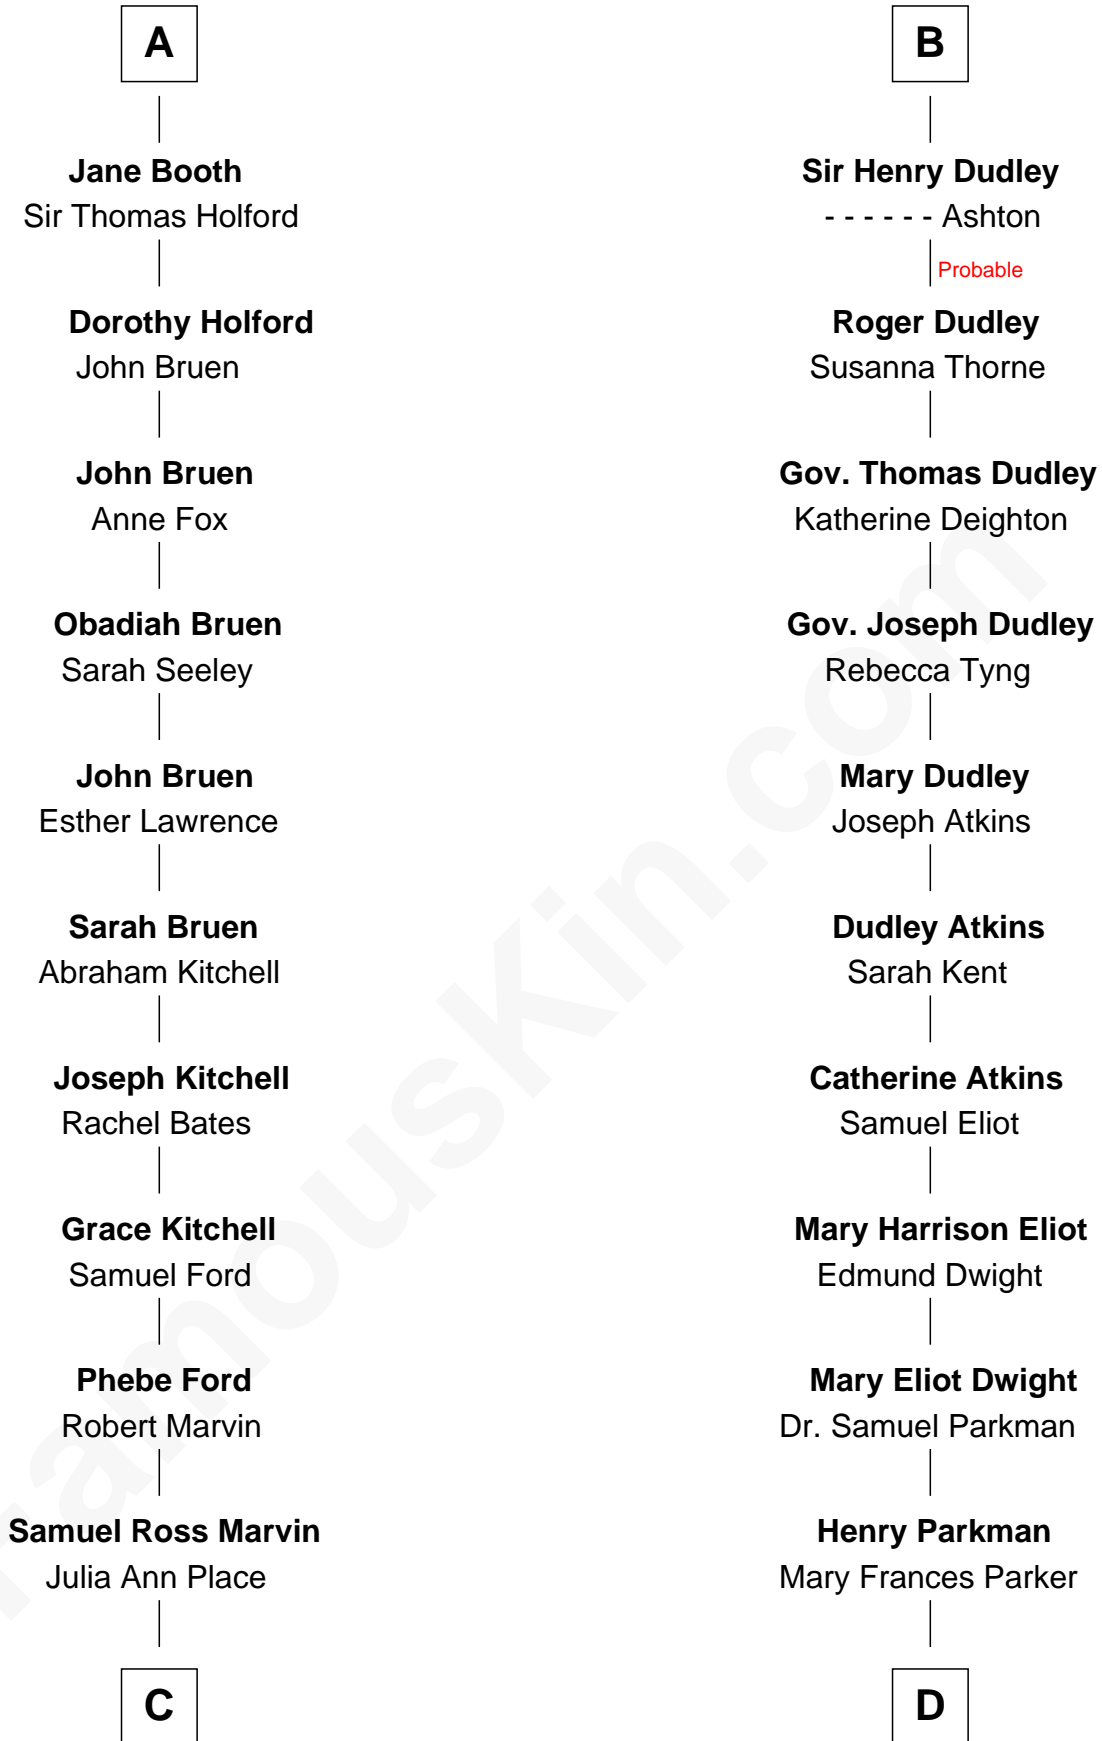 A
Jane Booth
Sir Thomas Holford
Dorothy Holford
John Bruen
John Bruen
Anne Fox
Obadiah Bruen
Sarah Seeley
John Bruen
Esther Lawrence
Sarah Bruen
Abraham Kitchell
Joseph Kitchell
Rachel Bates
Grace Kitchell
Samuel Ford
Phebe Ford
Robert Marvin
Samuel Ross Marvin
Julia Ann Place
C
B
Sir Henry Dudley
- - - - - - Ashton
Probable
Roger Dudley
Susanna Thorne
Gov. Thomas Dudley
Katherine Deighton
Gov. Joseph Dudley
Rebecca Tyng
Mary Dudley
Joseph Atkins
Dudley Atkins
Sarah Kent
Catherine Atkins
Samuel Eliot
Mary Harrison Eliot
Edmund Dwight
Mary Eliot Dwight
Dr. Samuel Parkman
Henry Parkman
Mary Frances Parker
D
FamousKin.com